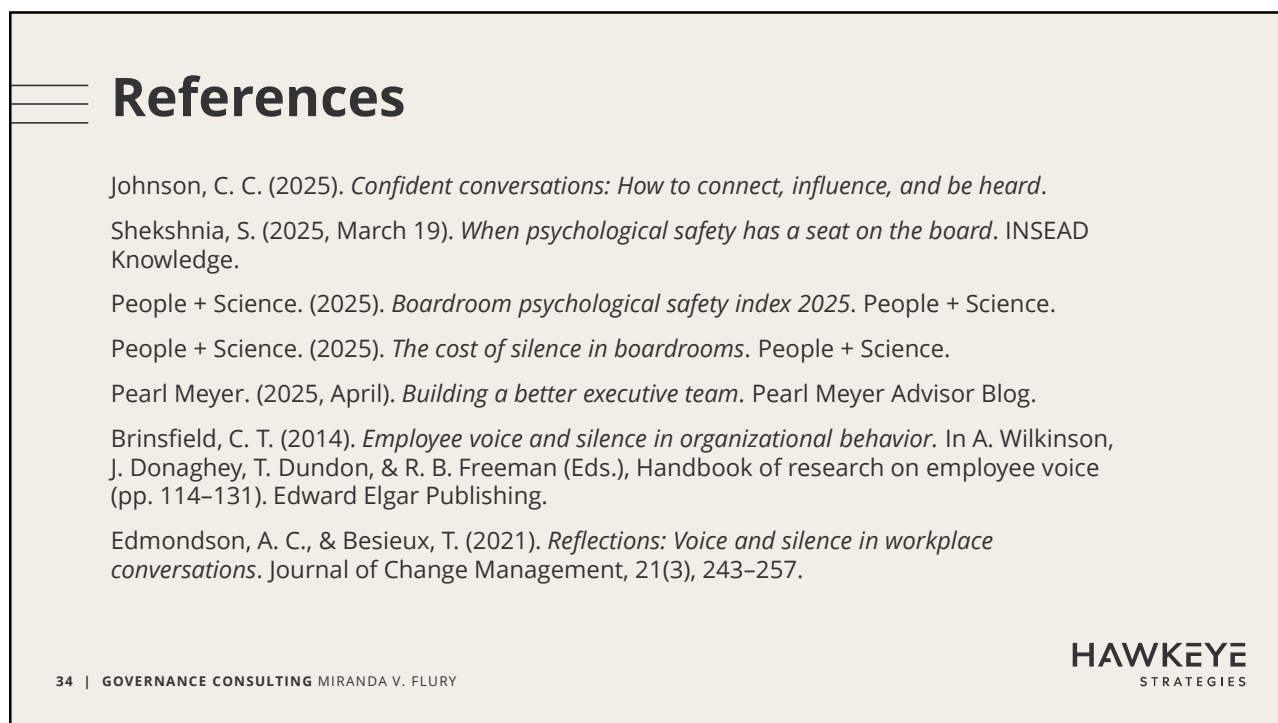 References
Johnson, C. C. (2025). Confident conversations: How to connect, influence, and be heard.
Shekshnia, S. (2025, March 19). When psychological safety has a seat on the board. INSEAD
Knowledge.
People + Science. (2025). Boardroom psychological safety index 2025. People + Science.
People + Science. (2025). The cost of silence in boardrooms. People + Science.
Pearl Meyer. (2025, April). Building a better executive team. Pearl Meyer Advisor Blog.
Brinsfield, C. T. (2014). Employee voice and silence in organizational behavior. In A. Wilkinson,
J. Donaghey, T. Dundon, & R. B. Freeman (Eds.), Handbook of research on employee voice
(pp. 114–131). Edward Elgar Publishing.
Edmondson, A. C., & Besieux, T. (2021). Reflections: Voice and silence in workplace
conversations. Journal of Change Management, 21(3), 243–257.
34 | GOVERNANCE CONSULTING MIRANDA V. FLURY
HAWKEYE
STRATEGIES